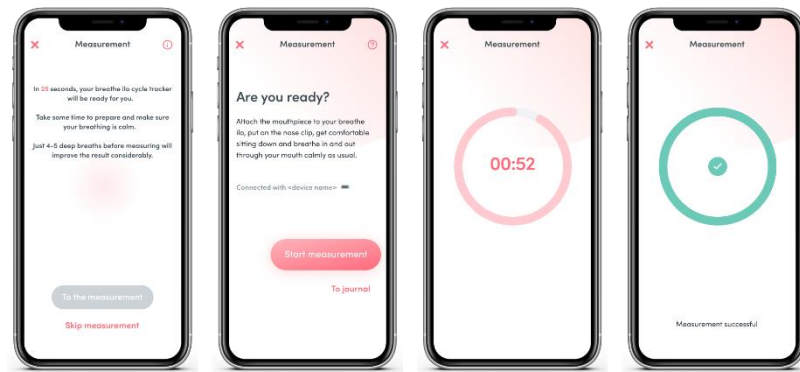 Measurement
In 25 seconds, your breathe ilo cycle tracker
will be ready for you.
Take some time to prepare and make sure
your breathing is calm.
Just 4-5 deep breaths before measuring will
improve the result considerably.
To the measurement
Skip measurement
Measurement
Are you ready?
Attach the mouthpiece to your breathe
ilo, put on the nose clip, get comfortable
sitting down and breathe in and out
through your mouth calmly as usual.
Connected with <device name>
Start measurement
To journal
Measurement
00:52
Measurement
Measurement successful